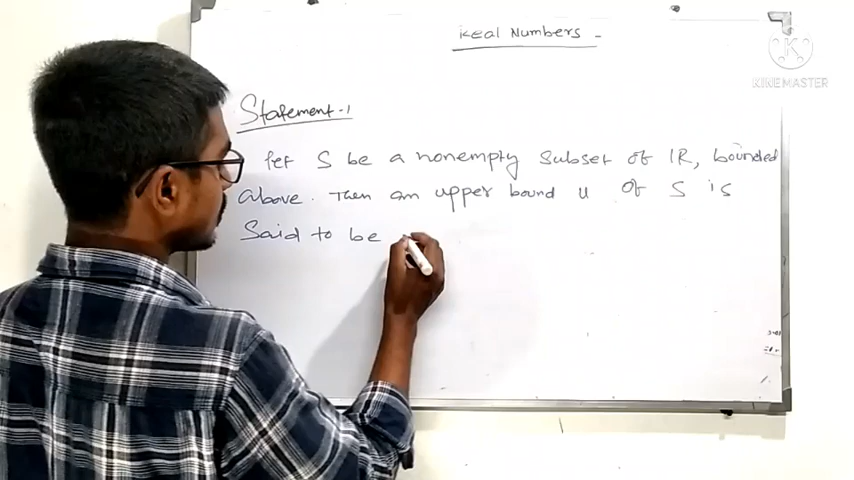 Real Numbers
K
KINEMASTER
Statement-1
Let S be a nonempty subset of IR, bounded
above. Then an upper bound u of S is
Said to be